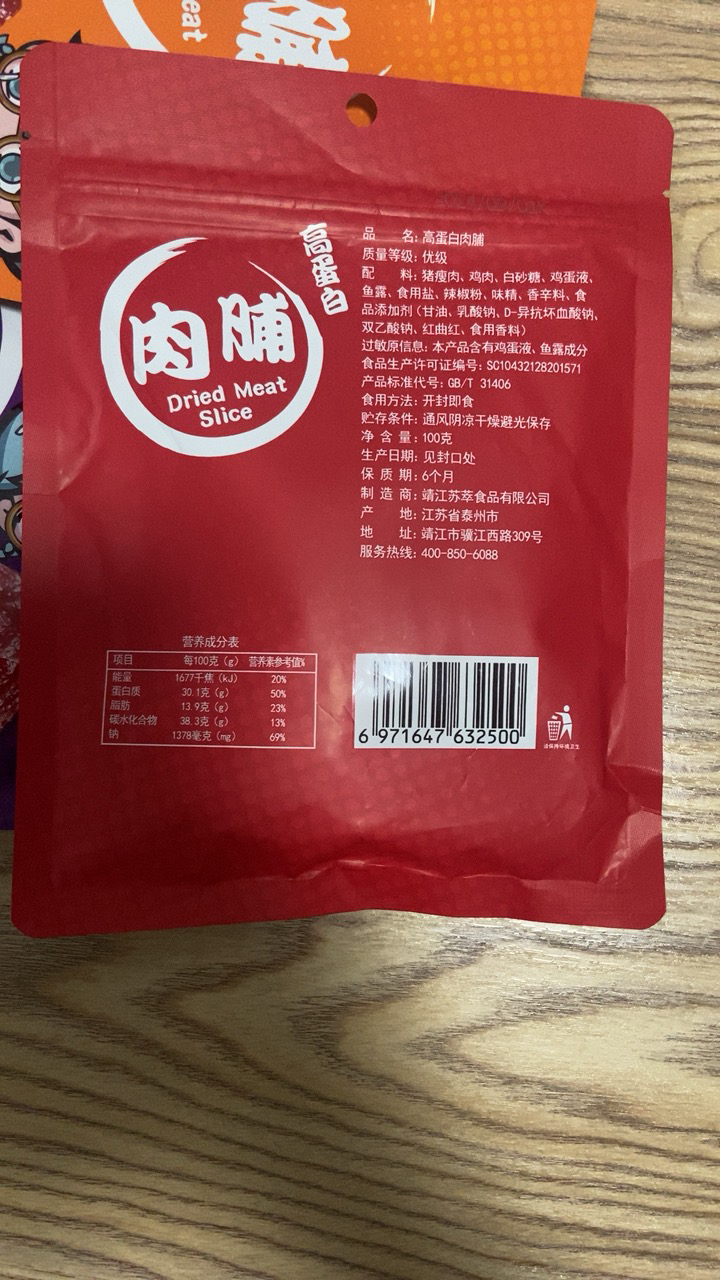 eat
高蛋白
肉脯
Dried Meat
Slice
品 名: 高蛋白肉脯
质量等级: 优级
配 料: 猪瘦肉、鸡肉、白砂糖、鸡蛋液、
鱼露、食用盐、辣椒粉、味精、香辛料、食
品添加剂(甘油、乳酸钠、D-异抗坏血酸钠、
双乙酸钠、红曲红、食用香料)
过敏原信息: 本产品含有鸡蛋液、鱼露成分
食品生产许可证编号: SC10432128201571
产品标准代号: GB/T 31406
食用方法: 开封即食
贮存条件: 通风阴凉干燥避光保存
净 含 量: 100克
生产日期: 见封口处
保 质 期: 6个月
制 造 商: 靖江苏萃食品有限公司
产 地: 江苏省泰州市
地 址: 靖江市骥江西路309号
服务热线: 400-850-6088
营养成分表
项目 每100克(g) 营养素参考值%
能量 1677千焦(kJ) 20%
蛋白质 30.1克(g) 50%
脂肪 13.9克(g) 23%
碳水化合物 38.3克(g) 13%
钠 1378毫克(mg) 69%
6 971647 632500
请保持环境卫生